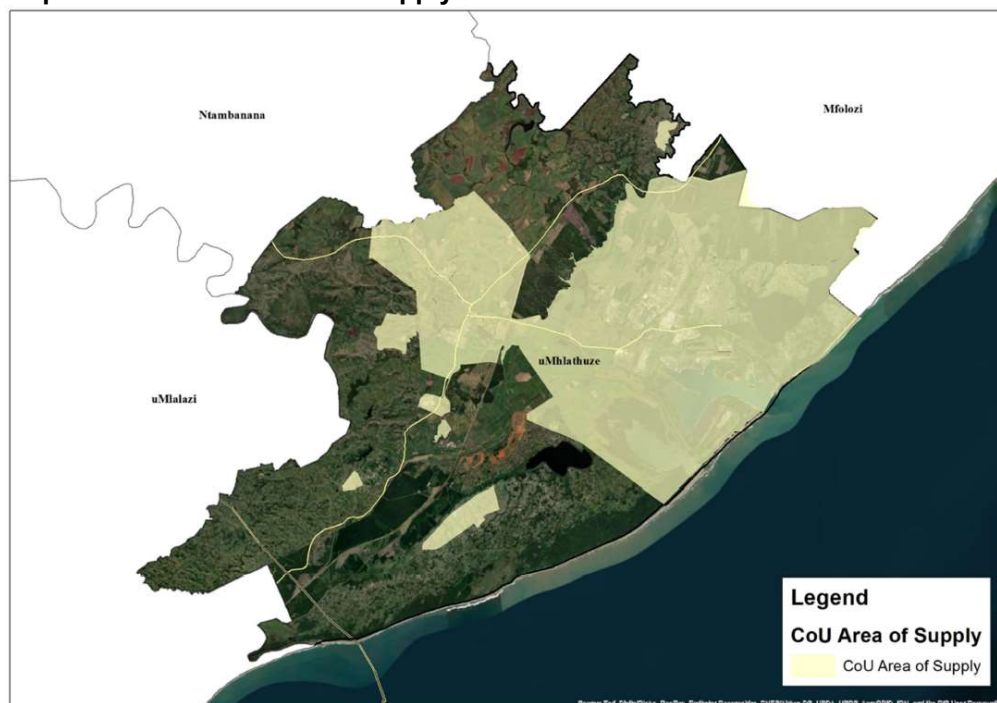 Ntambanana
Mfolozi
uMhlathuze
uMlalazi
Legend
CoU Area of Supply
CoU Area of Supply